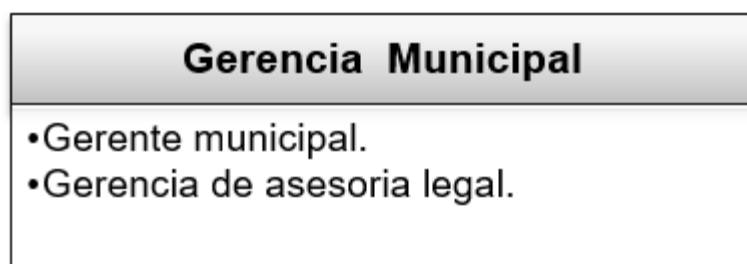 Gerencia Municipal
•Gerente municipal.
•Gerencia de asesoria legal.